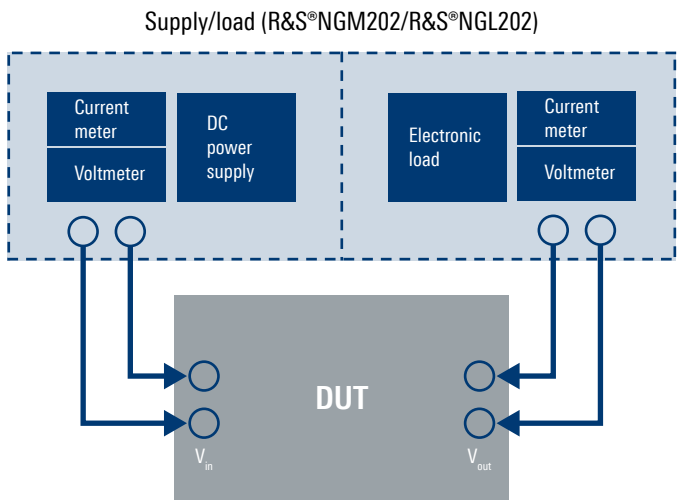 Supply/load (R&S®NGM202/R&S®NGL202)
Current
meter
Voltmeter
DC
power
supply
Electronic
load
Current
meter
Voltmeter
DUT
Vin
Vout